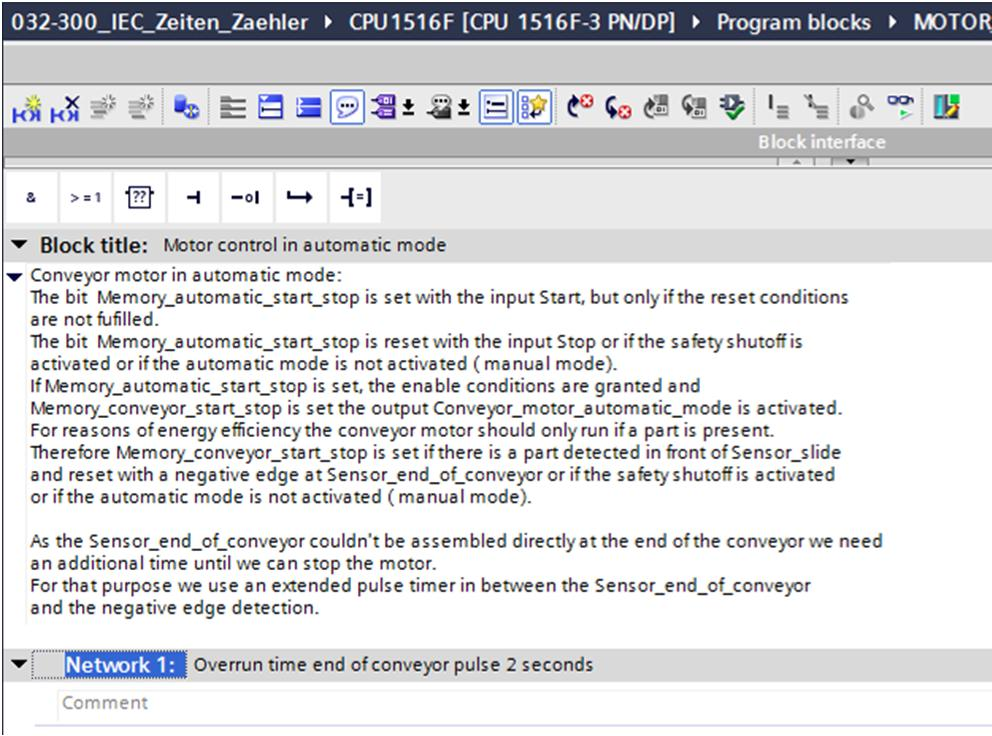 032-300_IEC_Zeiten_Zaehler ▸ CPU1516F [CPU 1516F-3 PN/DP] ▸ Program blocks ▸ MOTOR_
Block interface
& >=1 ?? [=]
Block title: Motor control in automatic mode
Conveyor motor in automatic mode:
The bit Memory_automatic_start_stop is set with the input Start, but only if the reset conditions
are not fufilled.
The bit Memory_automatic_start_stop is reset with the input Stop or if the safety shutoff is
activated or if the automatic mode is not activated ( manual mode).
If Memory_automatic_start_stop is set, the enable conditions are granted and
Memory_conveyor_start_stop is set the output Conveyor_motor_automatic_mode is activated.
For reasons of energy efficiency the conveyor motor should only run if a part is present.
Therefore Memory_conveyor_start_stop is set if there is a part detected in front of Sensor_slide
and reset with a negative edge at Sensor_end_of_conveyor or if the safety shutoff is activated
or if the automatic mode is not activated ( manual mode).
As the Sensor_end_of_conveyor couldn't be assembled directly at the end of the conveyor we need
an additional time until we can stop the motor.
For that purpose we use an extended pulse timer in between the Sensor_end_of_conveyor
and the negative edge detection.
Network 1: Overrun time end of conveyor pulse 2 seconds
Comment